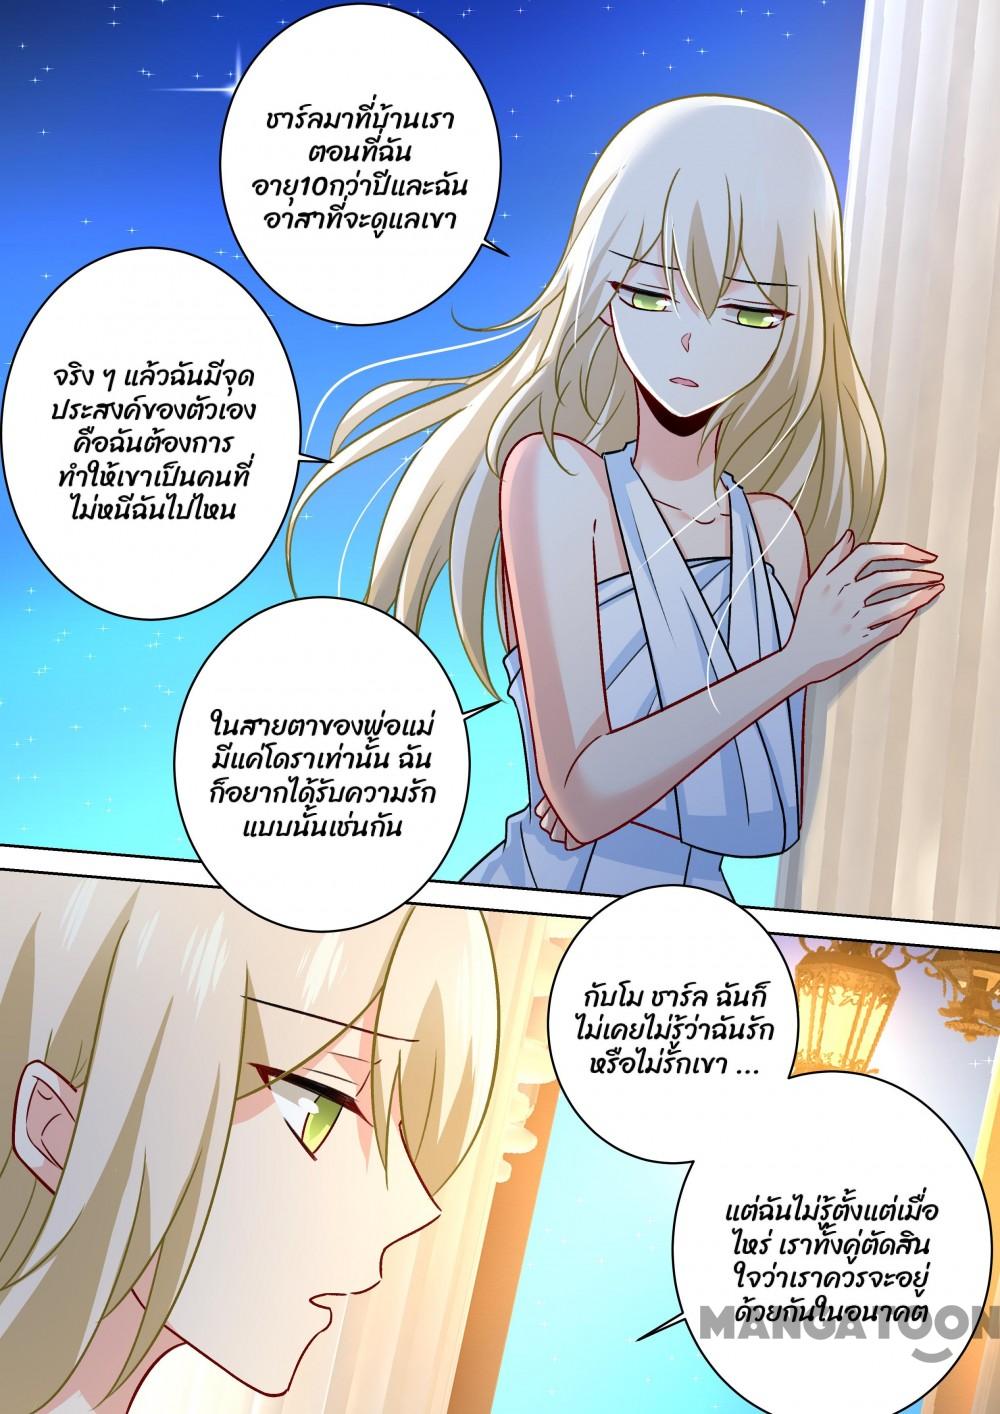 ชาร์ลมาที่บ้านเรา
ตอนที่ฉัน
อายุ10กว่าปีและฉัน
อาสาที่จะดูแลเขา
จริง ๆ แล้วฉันมีจุด
ประสงค์ของตัวเอง
คือฉันต้องการ
ทำให้เขาเป็นคนที่
ไม่หนีฉันไปไหน
ในสายตาของพ่อแม่
มีแค่โดราเท่านั้น ฉัน
ก็อยากได้รับความรัก
แบบนั้นเช่นกัน
กับโม ชาร์ล ฉันก็
ไม่เคยไม่รู้ว่าฉันรัก
หรือไม่รักเขา ...
แต่ฉันไม่รู้ตั้งแต่เมื่อ
ไหร่ เราทั้งคู่ตัดสิน
ใจว่าเราควรจะอยู่
ด้วยกันในอนาคต
MANGATOON